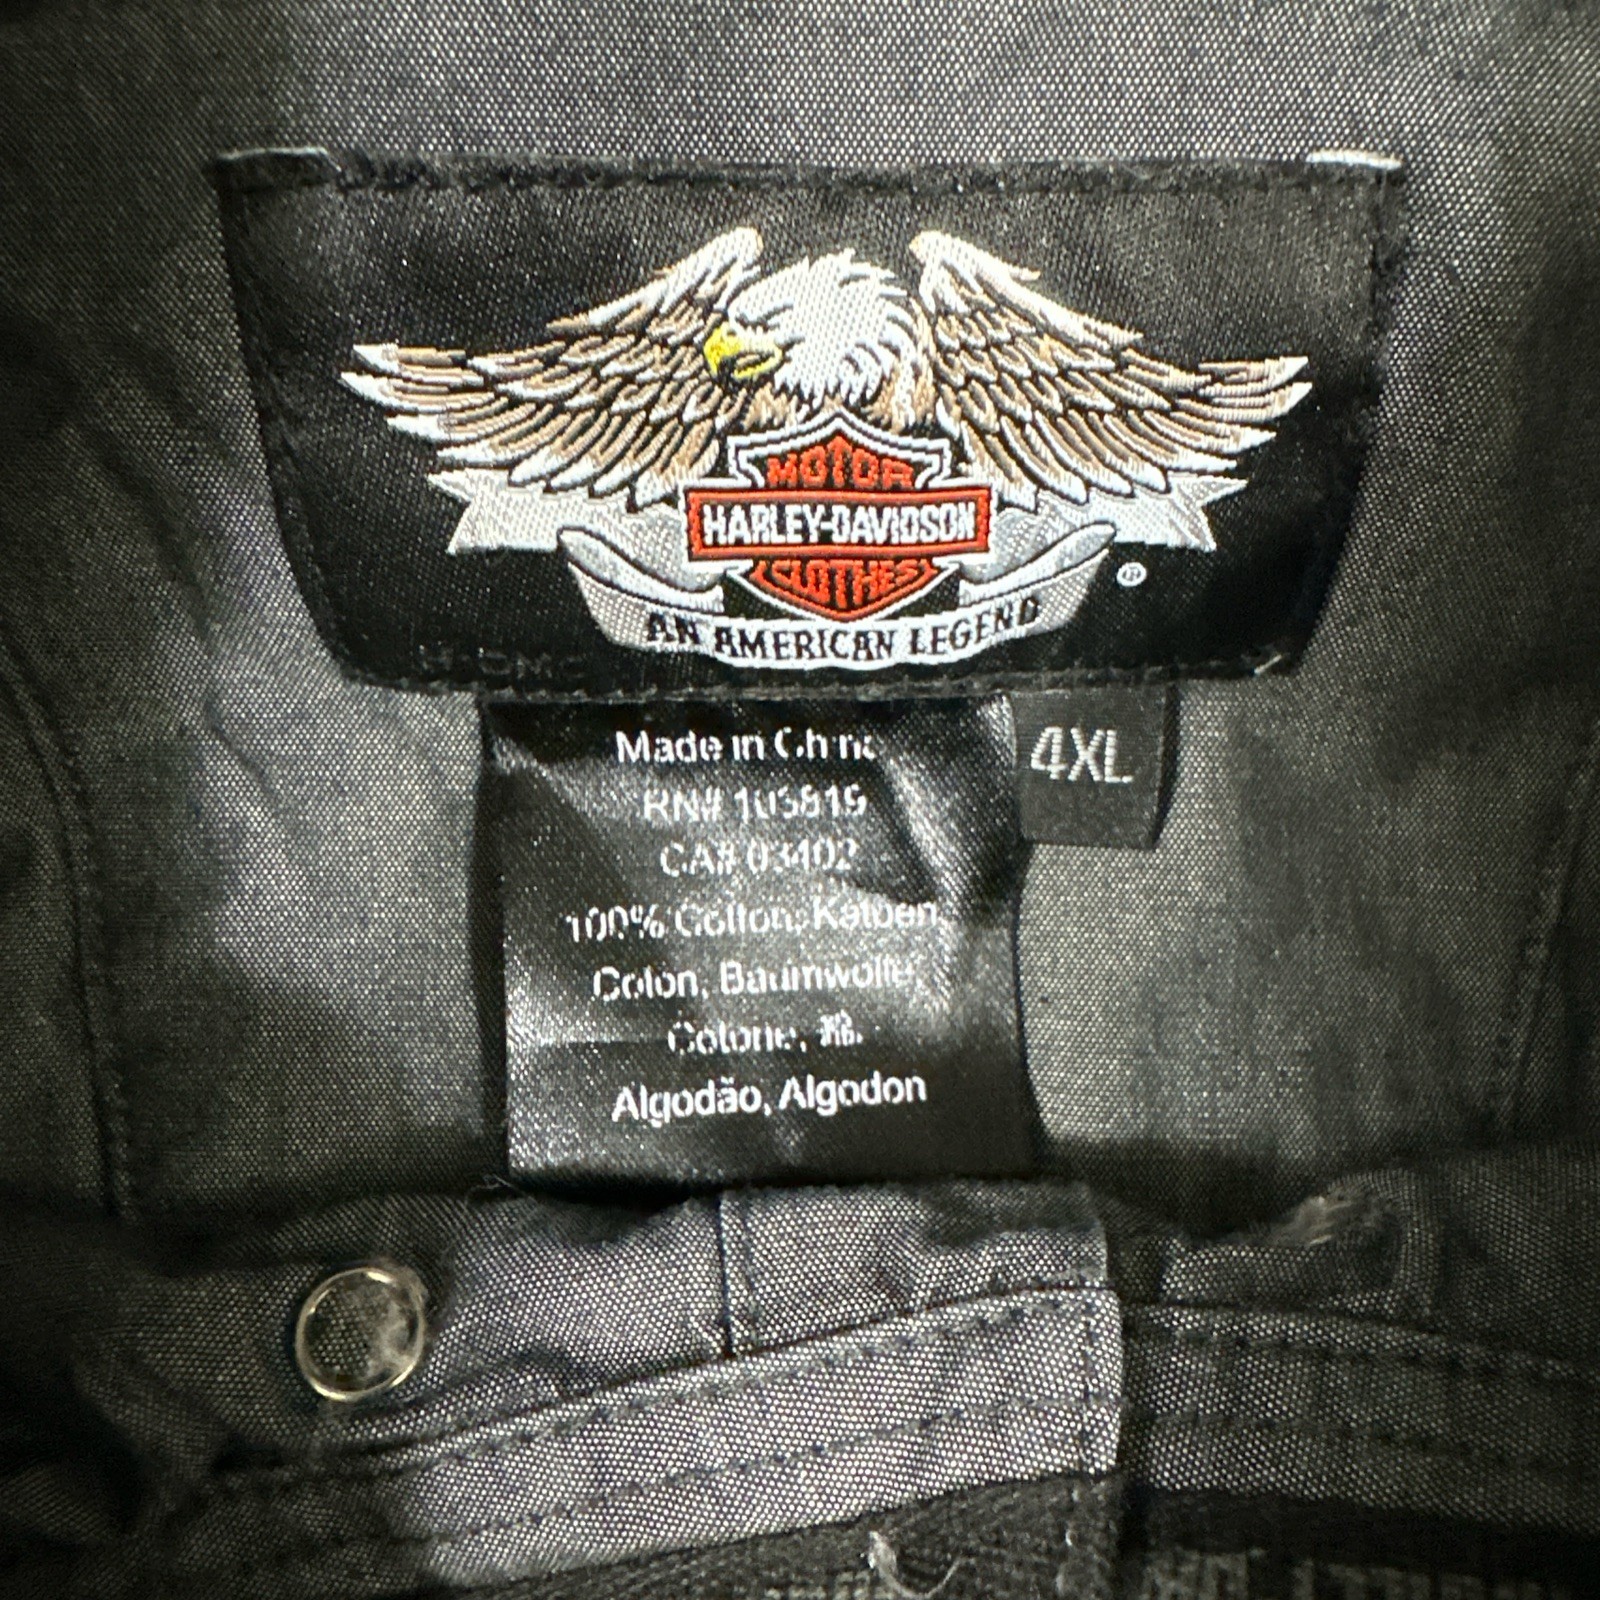 MOTOR
HARLEY-DAVIDSON
CLOTHES
®
AN AMERICAN LEGEND
H-DMC
4XL
Made in China
RN# 103819
CA# 03402
100% Cotton, Katoen,
Coton, Baumwolle,
Cotone, 棉,
Algodão, Algodon